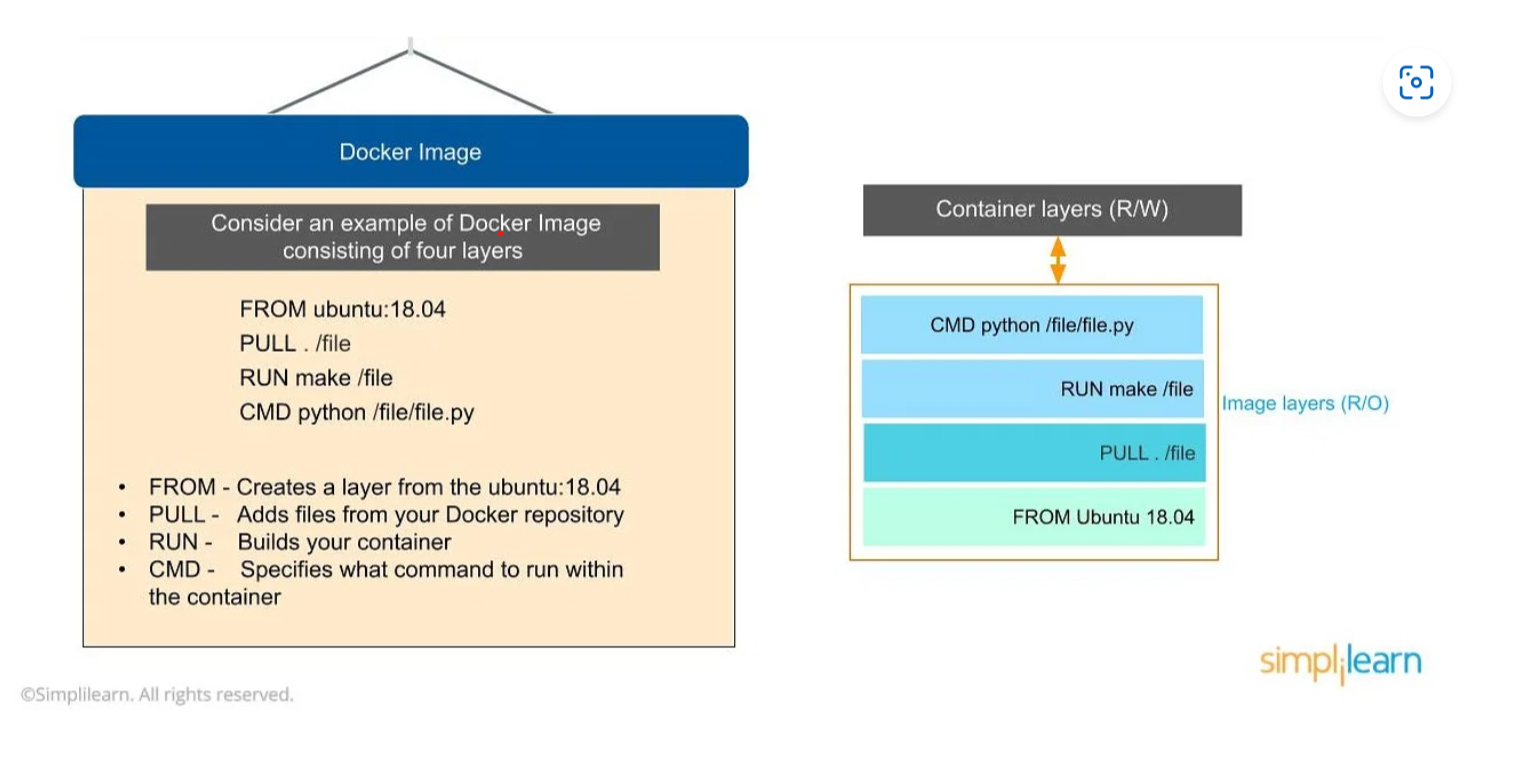 Docker Image
Consider an example of Docker Image
consisting of four layers
FROM ubuntu:18.04
PULL . /file
RUN make /file
CMD python /file/file.py
• FROM - Creates a layer from the ubuntu:18.04
• PULL - Adds files from your Docker repository
• RUN - Builds your container
• CMD - Specifies what command to run within
the container
Container layers (R/W)
CMD python /file/file.py
RUN make /file
PULL . /file
FROM Ubuntu 18.04
Image layers (R/O)
simplilearn
©Simplilearn. All rights reserved.